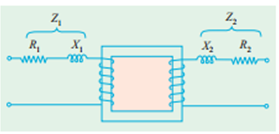 Z₁
Z₂
R₁ X₁
X₂ R₂